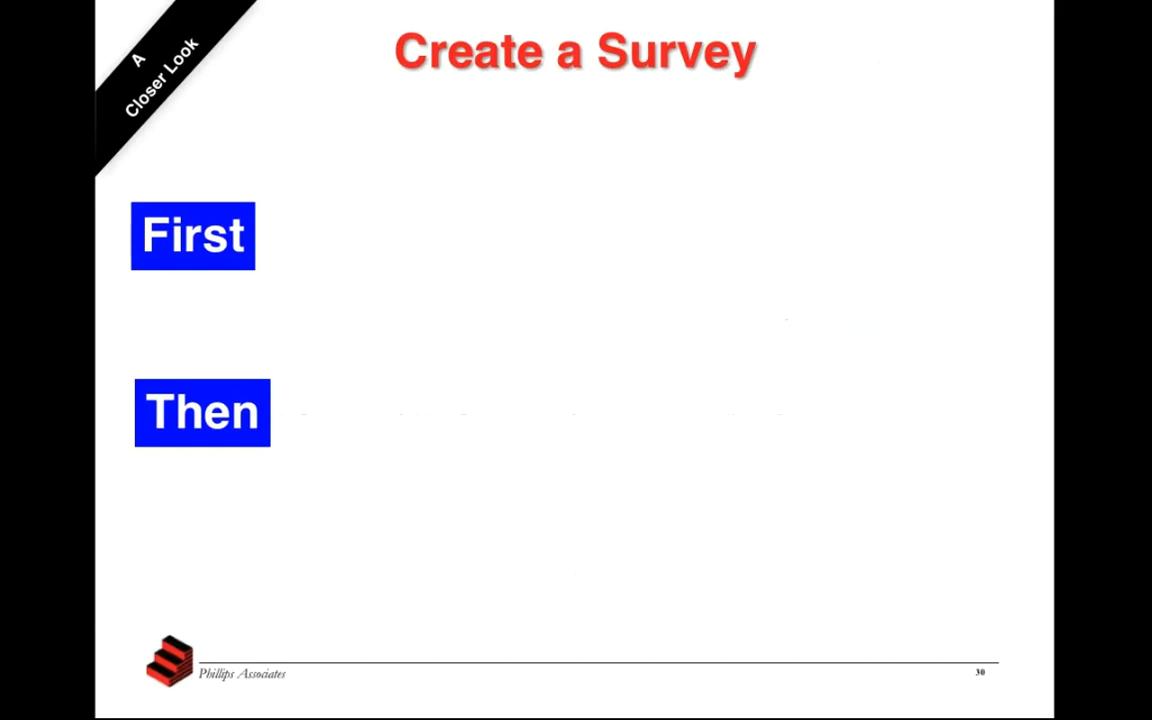 A
Closer Look
Create a Survey
First
Then
Phillips Associates
30